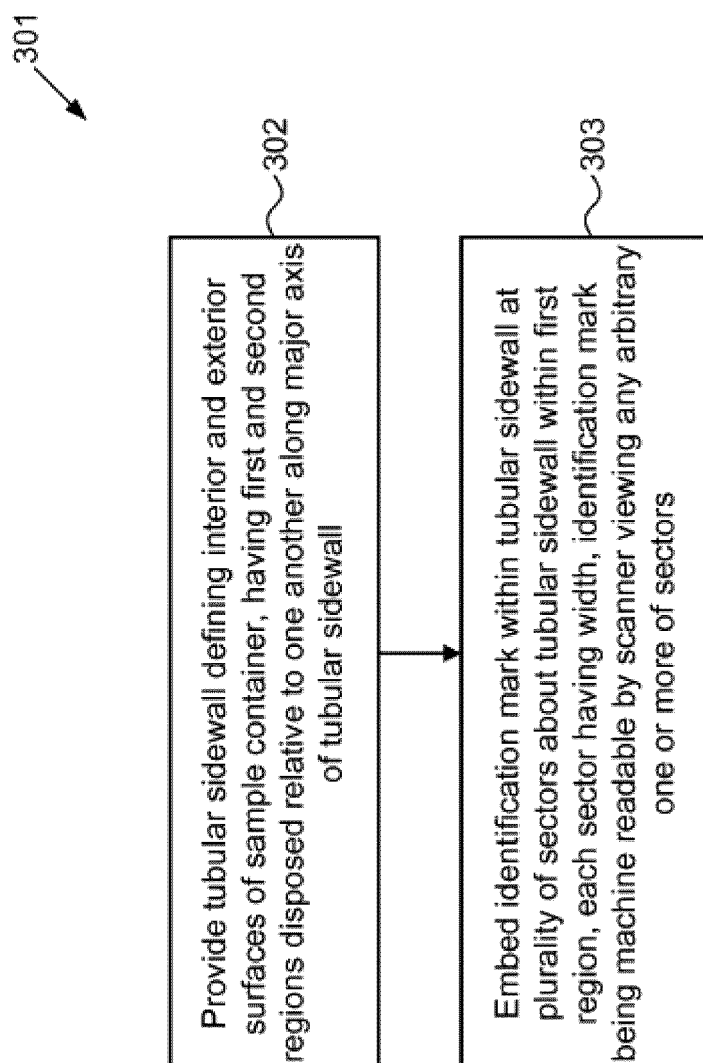 301
302
Provide tubular sidewall defining interior and exterior
surfaces of sample container, having first and second
regions disposed relative to one another along major axis
of tubular sidewall
303
Embed identification mark within tubular sidewall at
plurality of sectors about tubular sidewall within first
region, each sector having width, identification mark
being machine readable by scanner viewing any arbitrary
one or more of sectors